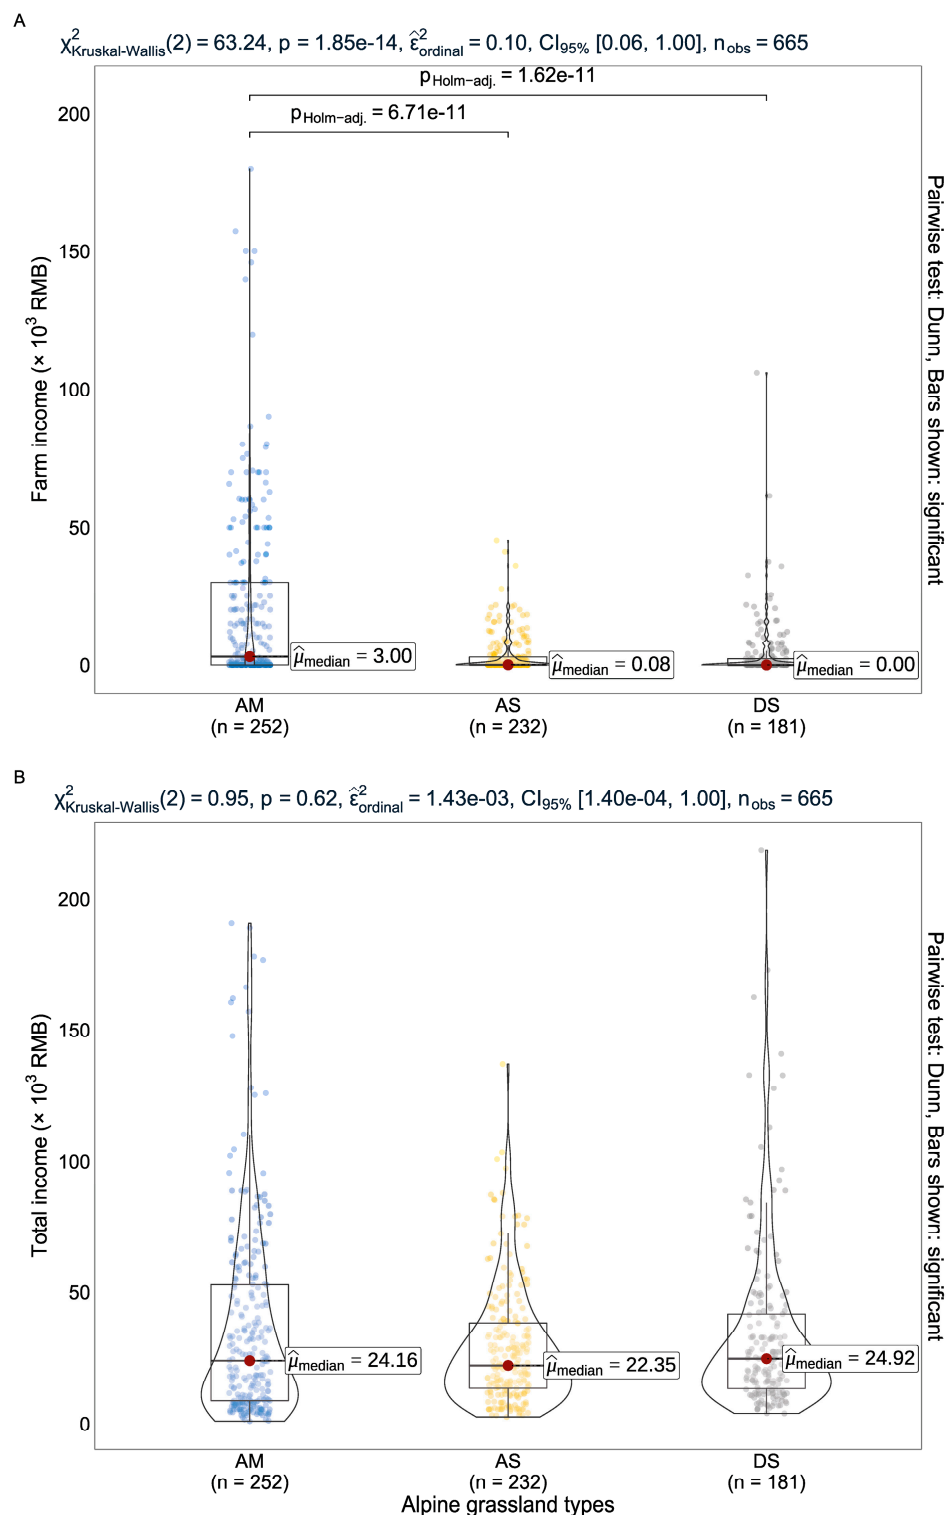 A
χ²Kruskal-Wallis(2) = 63.24, p = 1.85e-14, ε̂²ordinal = 0.10, CI95% [0.06, 1.00], nobs = 665
pHolm−adj. = 1.62e-11
pHolm−adj. = 6.71e-11
200
150
100
50
0
Farm income (× 10³ RMB)
Pairwise test: Dunn, Bars shown: significant
μ̂median = 3.00
μ̂median = 0.08
μ̂median = 0.00
AM AS DS
(n = 252) (n = 232) (n = 181)
B
χ²Kruskal-Wallis(2) = 0.95, p = 0.62, ε̂²ordinal = 1.43e-03, CI95% [1.40e-04, 1.00], nobs = 665
200
150
100
50
0
Total income (× 10³ RMB)
Pairwise test: Dunn, Bars shown: significant
μ̂median = 24.16
μ̂median = 22.35
μ̂median = 24.92
AM AS DS
(n = 252) (n = 232) (n = 181)
Alpine grassland types